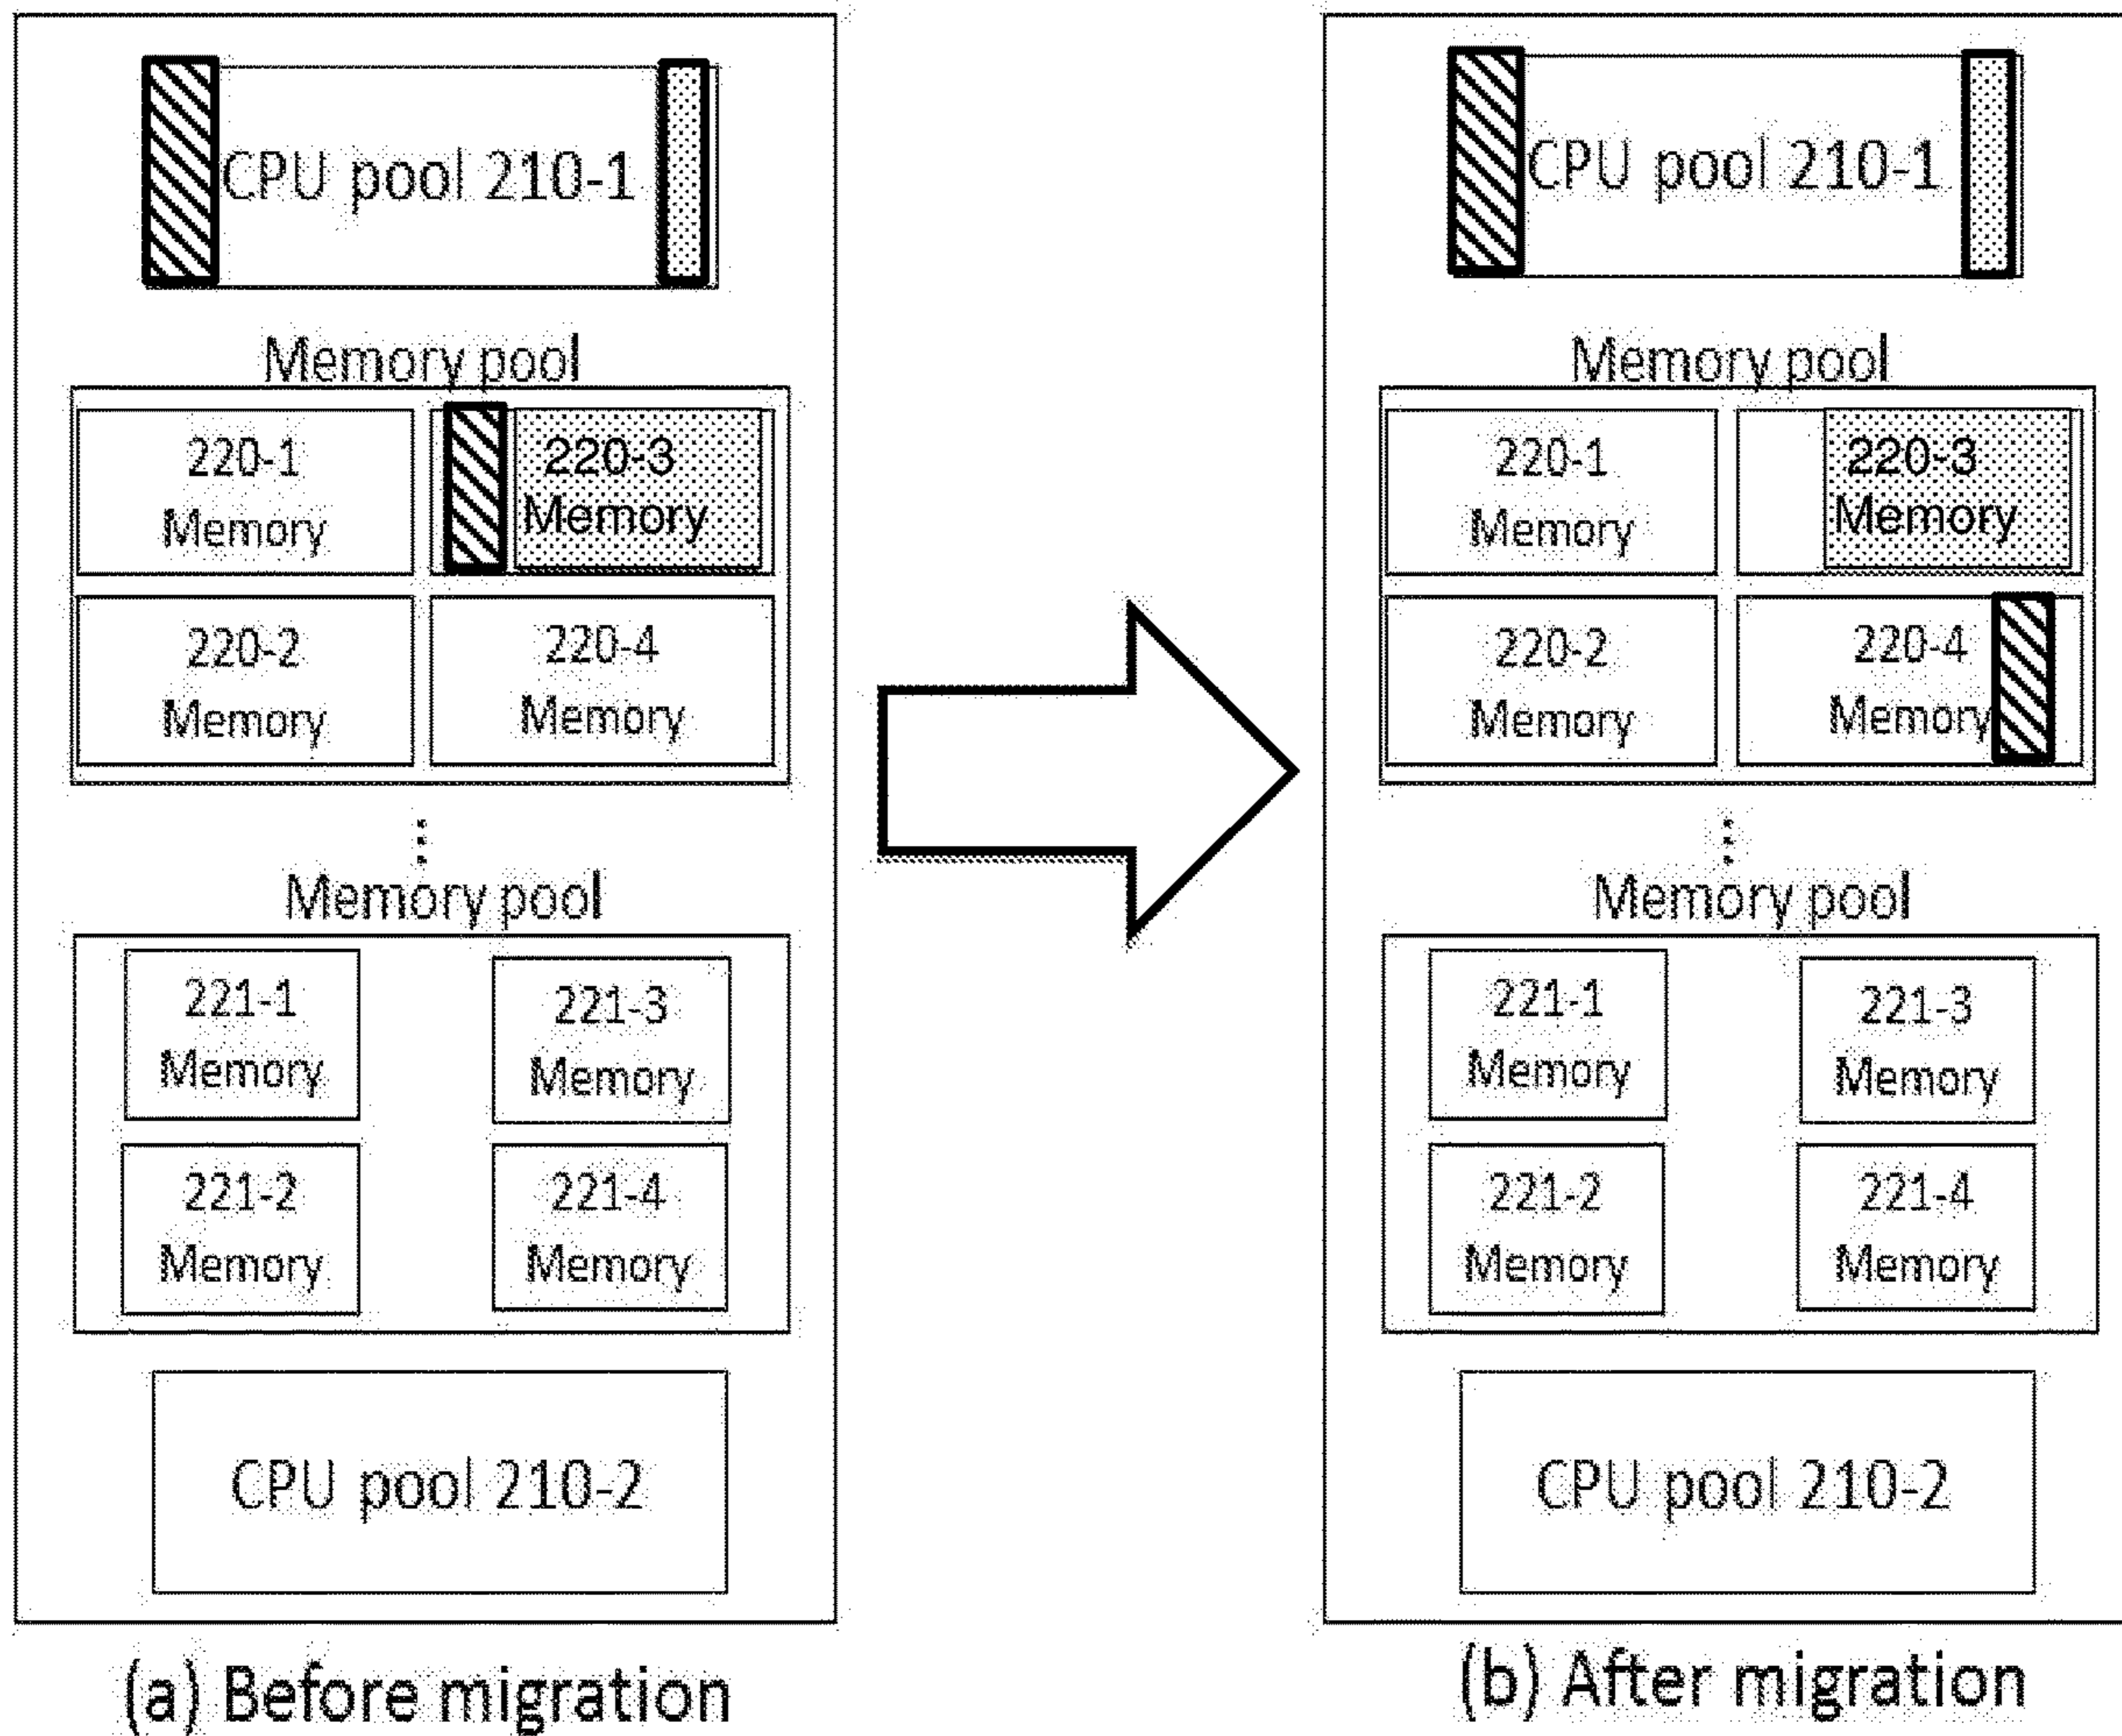 CPU pool 210-1
Memory pool
220-1
Memory
220-3
Memory
220-2
Memory
220-4
Memory
⋮
Memory pool
221-1
Memory
221-3
Memory
221-2
Memory
221-4
Memory
CPU pool 210-2
(a) Before migration
CPU pool 210-1
Memory pool
220-1
Memory
220-3
Memory
220-2
Memory
220-4
Memory
⋮
Memory pool
221-1
Memory
221-3
Memory
221-2
Memory
221-4
Memory
CPU pool 210-2
(b) After migration